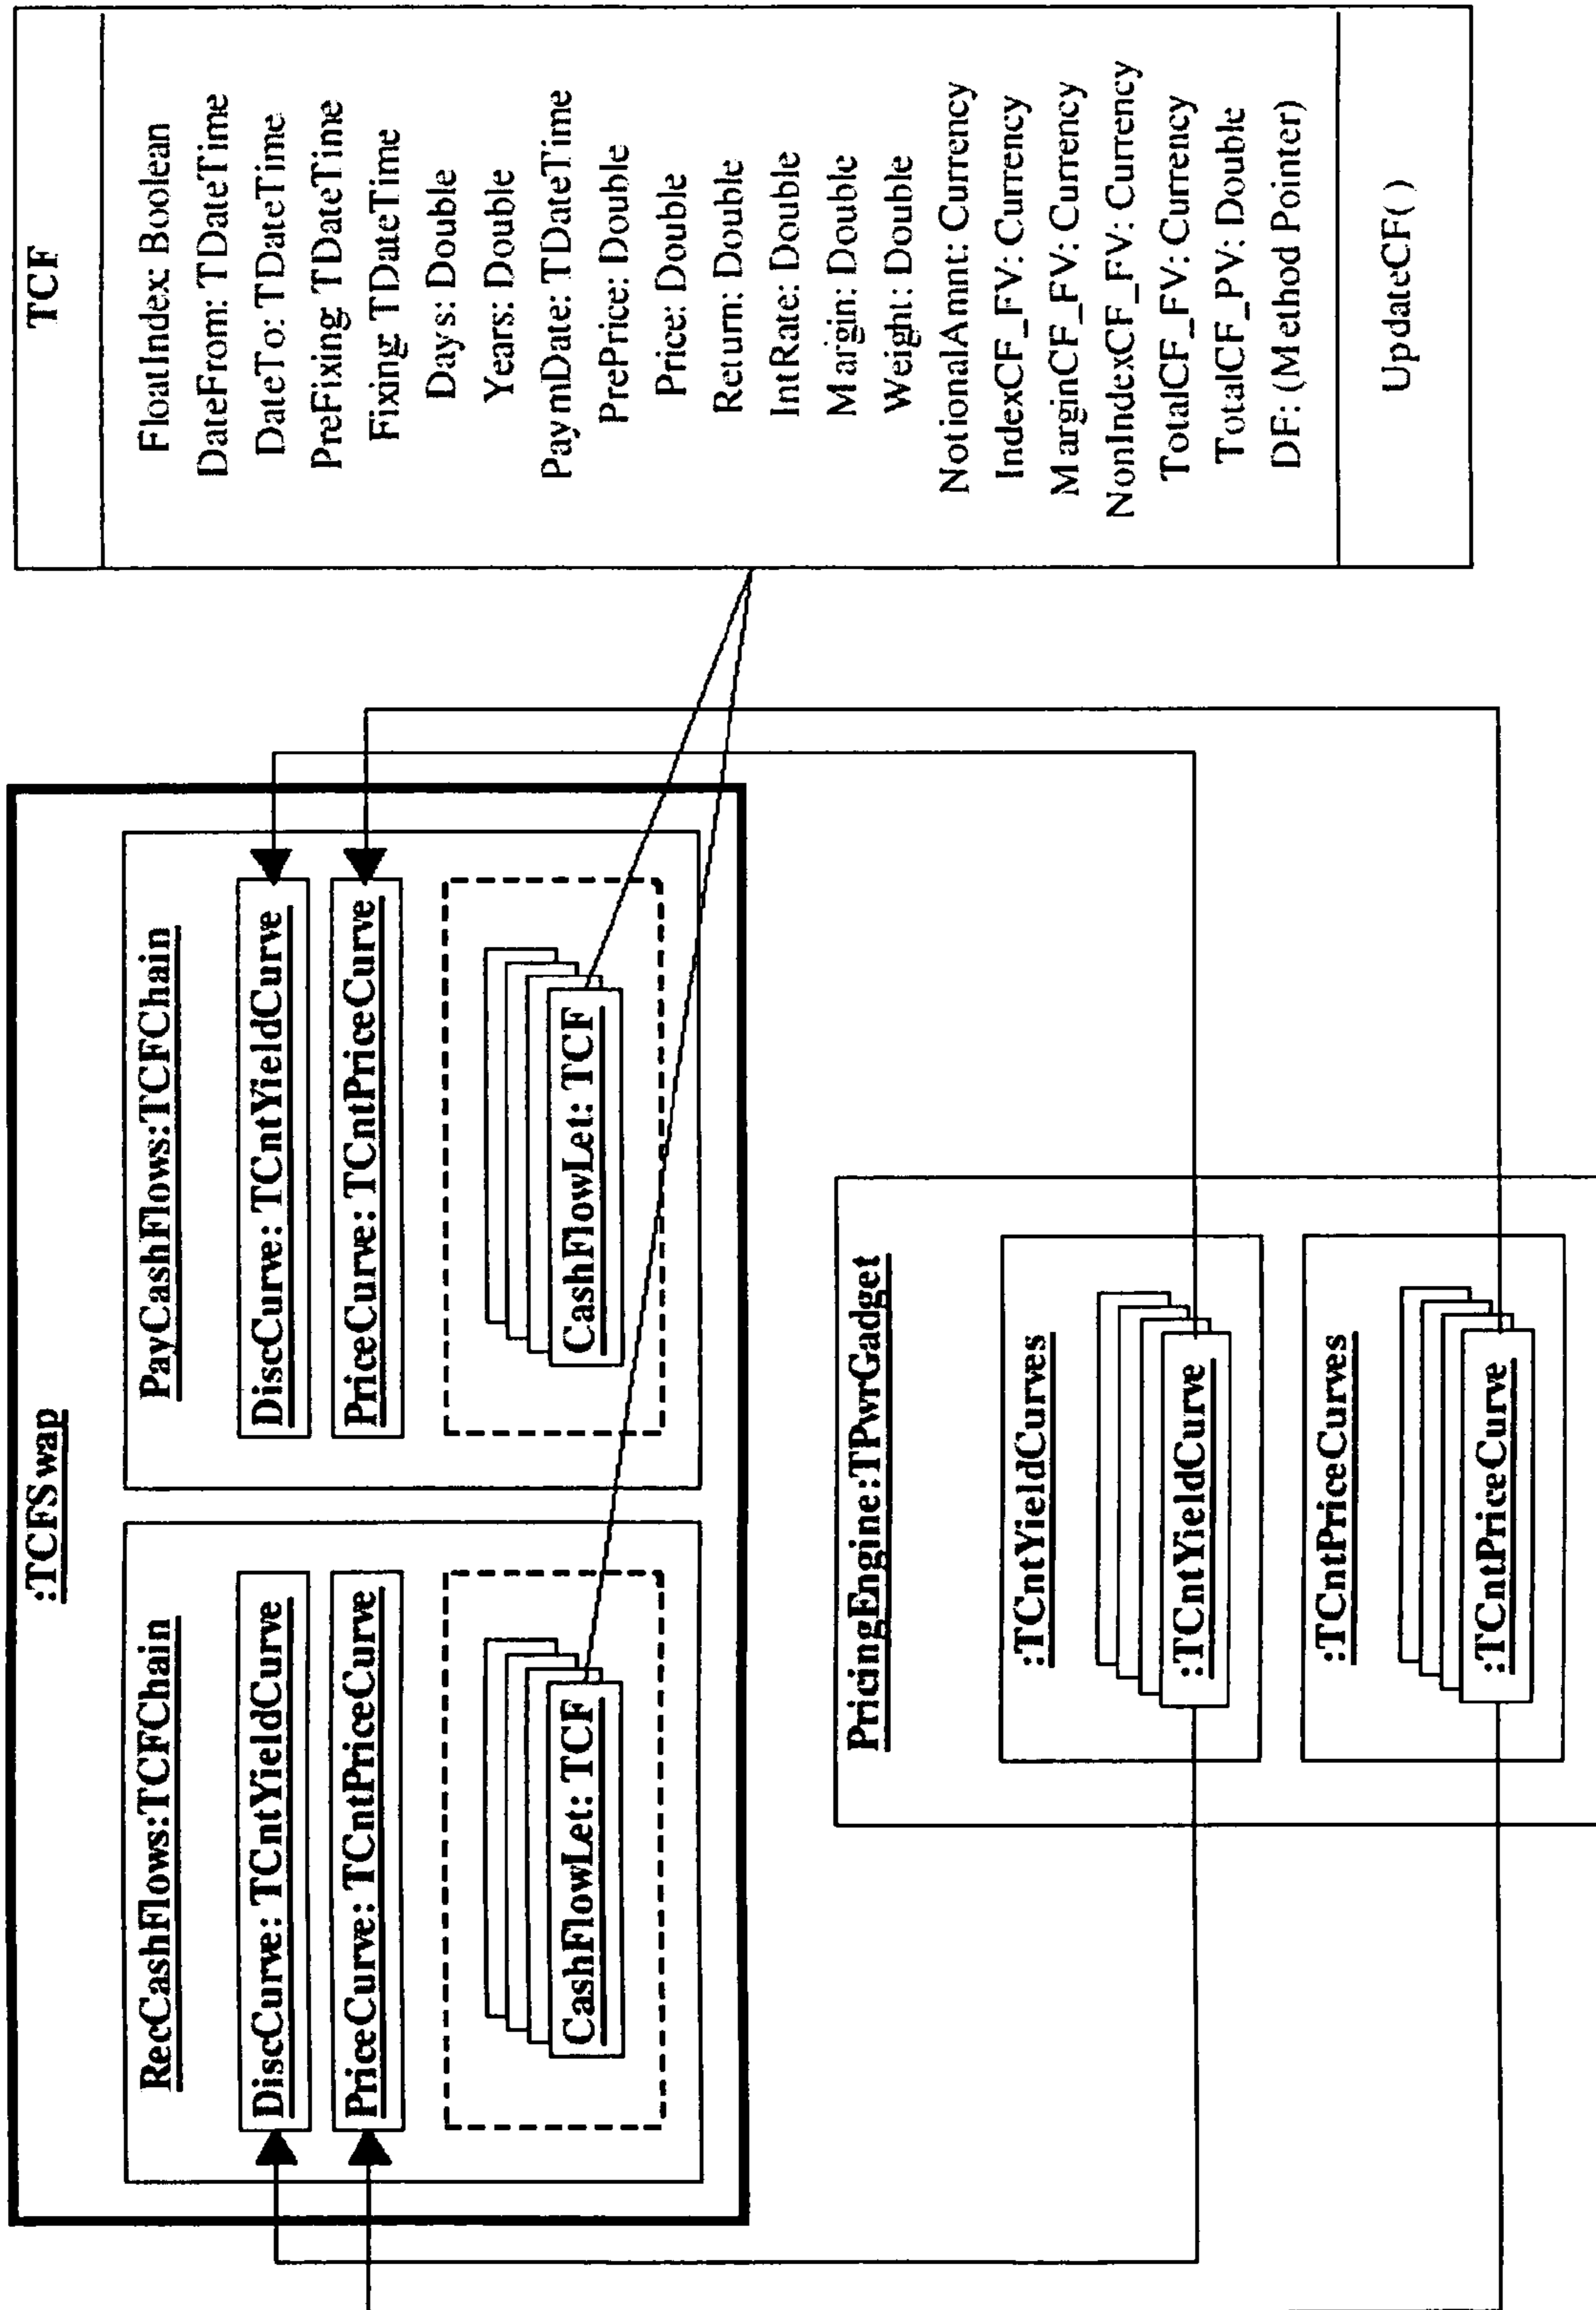 :TCFSwap
RecCashFlows:TCFChain
DiscCurve: TCntYieldCurve
PriceCurve: TCntPriceCurve
CashFlowLet: TCF
PayCashFlows:TCFChain
DiscCurve: TCntYieldCurve
PriceCurve: TCntPriceCurve
CashFlowLet: TCF
PricingEngine:TPwrGadget
:TCntYieldCurves
:TCntYieldCurve
:TCntPriceCurves
:TCntPriceCurve
TCF
FloatIndex: Boolean
DateFrom: TDateTime
DateTo: TDateTime
PreFixing: TDateTime
Fixing: TDateTime
Days: Double
Years: Double
PaymDate: TDateTime
PrePrice: Double
Price: Double
Return: Double
IntRate: Double
Margin: Double
Weight: Double
NotionalAmnt: Currency
IndexCF_FV: Currency
MarginCF_FV: Currency
NonIndexCF_FV: Currency
TotalCF_FV: Currency
TotalCF_PV: Double
DF: (Method Pointer)
UpdateCF( )